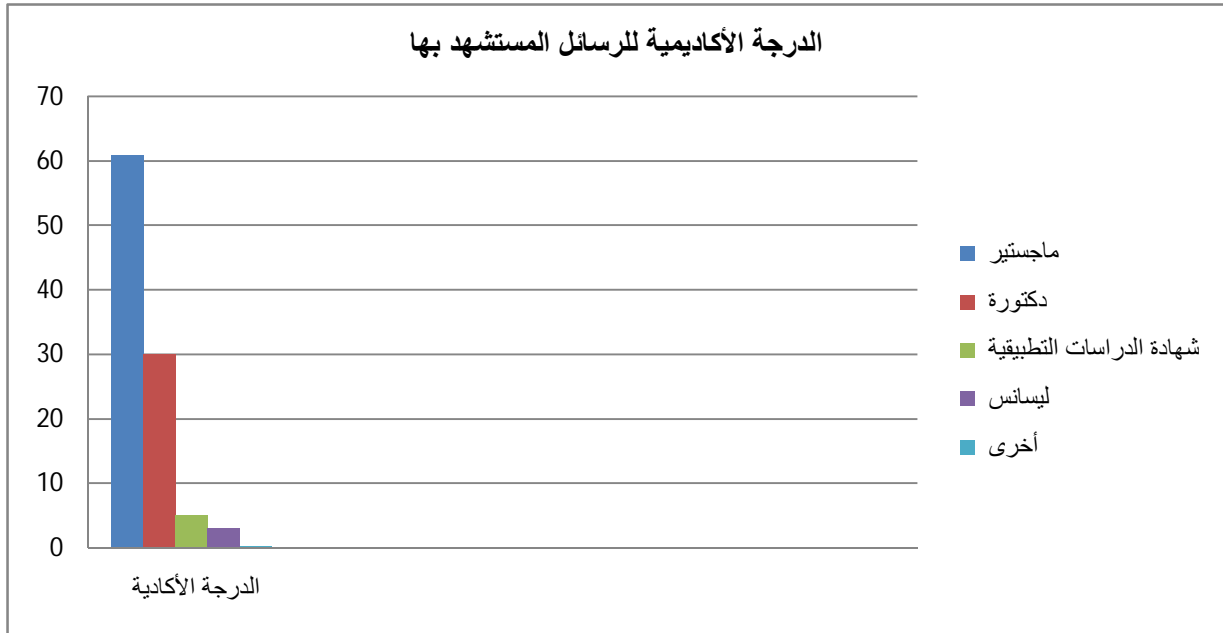 الدرجة الأكاديمية للرسائل المستشهد بها
70
60
50
40
30
20
10
0
الدرجة الأكادية
ماجستير
دكتورة
شهادة الدراسات التطبيقية
ليسانس
أخرى